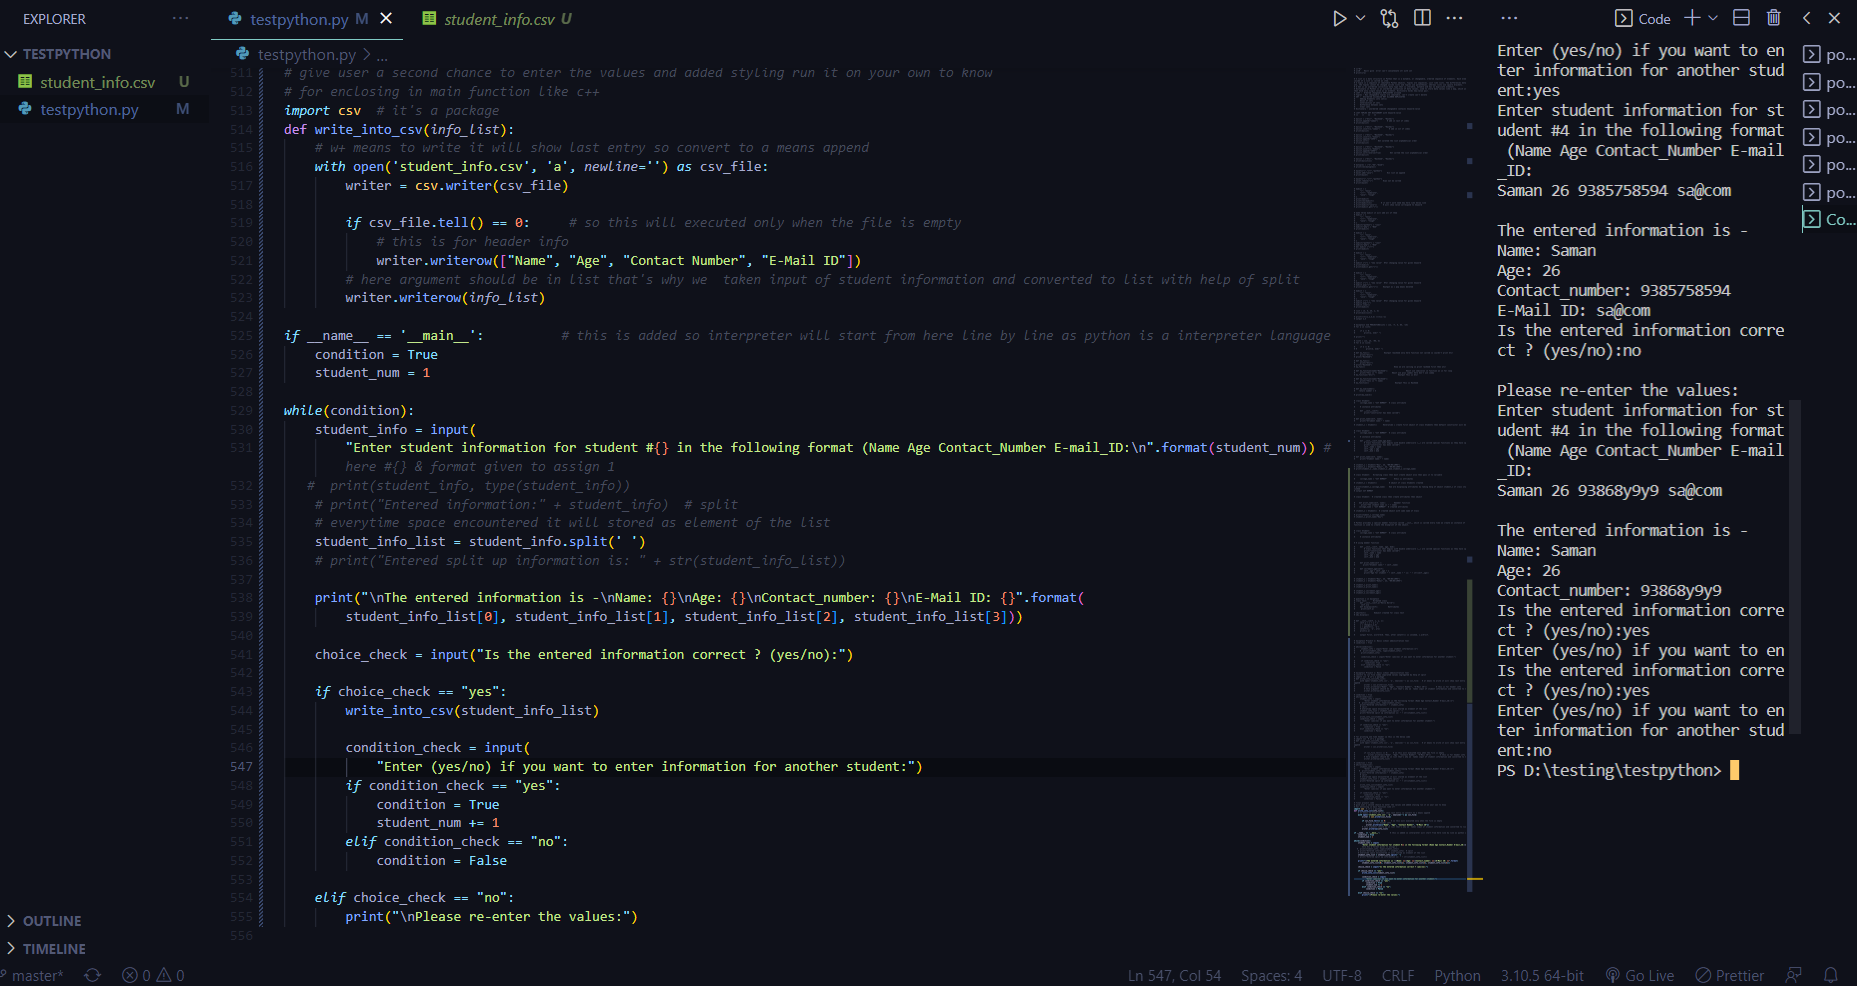 EXPLORER
TESTPYTHON
student_info.csv U
testpython.py M
OUTLINE
TIMELINE
testpython.py M
student_info.csv U
testpython.py > ...
511 # give user a second chance to enter the values and added styling run it on your own to know
512 # for enclosing in main function like c++
513 import csv  # it's a package
514 def write_into_csv(info_list):
515     # w+ means to write it will show last entry so convert to a means append
516     with open('student_info.csv', 'a', newline='') as csv_file:
517         writer = csv.writer(csv_file)
518
519         if csv_file.tell() == 0:     # so this will executed only when the file is empty
520             # this is for header info
521             writer.writerow(["Name", "Age", "Contact Number", "E-Mail ID"])
522         # here argument should be in list that's why we  taken input of student information and converted to list with help of split
523         writer.writerow(info_list)
524
525 if __name__ == '__main__':          # this is added so interpreter will start from here line by line as python is a interpreter language
526     condition = True
527     student_num = 1
528
529 while(condition):
530     student_info = input(
531         "Enter student information for student #{} in the following format (Name Age Contact_Number E-mail_ID:\n".format(student_num)) #
here #{} & format given to assign 1
532    #  print(student_info, type(student_info))
533     # print("Entered information:" + student_info)  # split
534     # everytime space encountered it will stored as element of the list
535     student_info_list = student_info.split(' ')
536     # print("Entered split up information is: " + str(student_info_list))
537
538     print("\nThe entered information is -\nName: {}\nAge: {}\nContact_number: {}\nE-Mail ID: {}".format(
539         student_info_list[0], student_info_list[1], student_info_list[2], student_info_list[3]))
540
541     choice_check = input("Is the entered information correct ? (yes/no):")
542
543     if choice_check == "yes":
544         write_into_csv(student_info_list)
545
546         condition_check = input(
547             "Enter (yes/no) if you want to enter information for another student:")
548         if condition_check == "yes":
549             condition = True
550             student_num += 1
551         elif condition_check == "no":
552             condition = False
553
554     elif choice_check == "no":
555         print("\nPlease re-enter the values:")
556
Code
Enter (yes/no) if you want to en
ter information for another stud
ent:yes
Enter student information for st
udent #4 in the following format
 (Name Age Contact_Number E-mail
_ID:
Saman 26 9385758594 sa@com
The entered information is -
Name: Saman
Age: 26
Contact_number: 9385758594
E-Mail ID: sa@com
Is the entered information corre
ct ? (yes/no):no
Please re-enter the values:
Enter student information for st
udent #4 in the following format
 (Name Age Contact_Number E-mail
_ID:
Saman 26 93868y9y9 sa@com
The entered information is -
Name: Saman
Age: 26
Contact_number: 93868y9y9
Is the entered information corre
ct ? (yes/no):yes
Enter (yes/no) if you want to en
Is the entered information corre
ct ? (yes/no):yes
Enter (yes/no) if you want to en
ter information for another stud
ent:no
PS D:\testing\testpython>
po...
po...
po...
po...
po...
po...
Co...
master* 0 0
Ln 547, Col 54 Spaces: 4 UTF-8 CRLF Python 3.10.5 64-bit Go Live Prettier